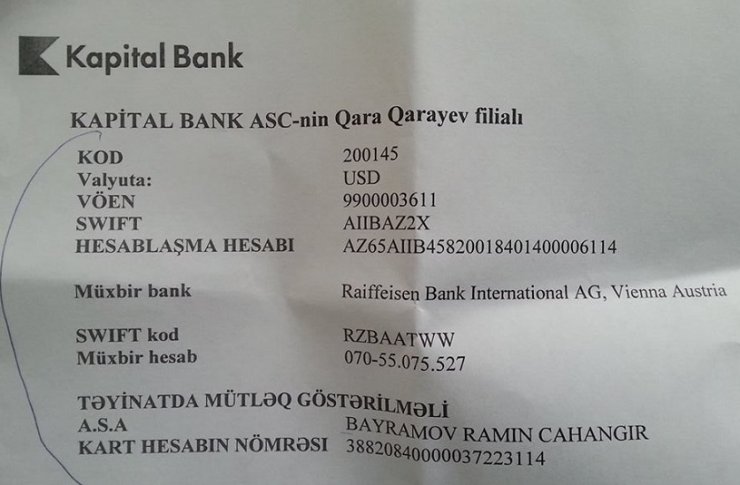 Kapital Bank
KAPİTAL BANK ASC-nin Qara Qarayev filialı
KOD 200145
Valyuta: USD
VÖEN 9900003611
SWIFT AIIBAZ2X
HESABLAŞMA HESABI AZ65AIIB45820018401400006114
Müxbir bank Raiffeisen Bank International AG, Vienna Austria
SWIFT kod RZBAATWW
Müxbir hesab 070-55.075.527
TƏYİNATDA MÜTLƏQ GÖSTƏRİLMƏLİ
A.S.A BAYRAMOV RAMIN CAHANGIR
KART HESABIN NÖMRƏSI 38820840000037223114